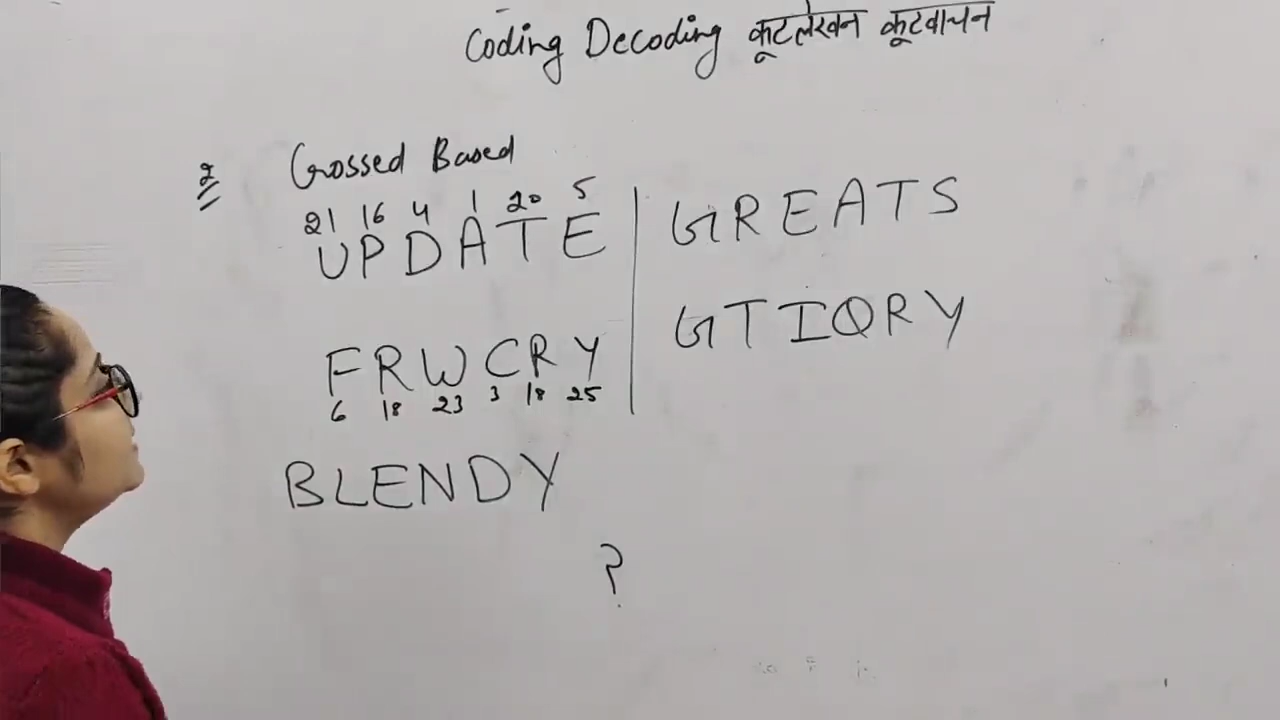 Coding Decoding कूटलेखन कूटवाचन
2 Crossed Based
21 16 4 1 20 5
UPDATE
FRWCRY
6 18 23 3 18 25
GREATS
GTIQRY
BLENDY
?